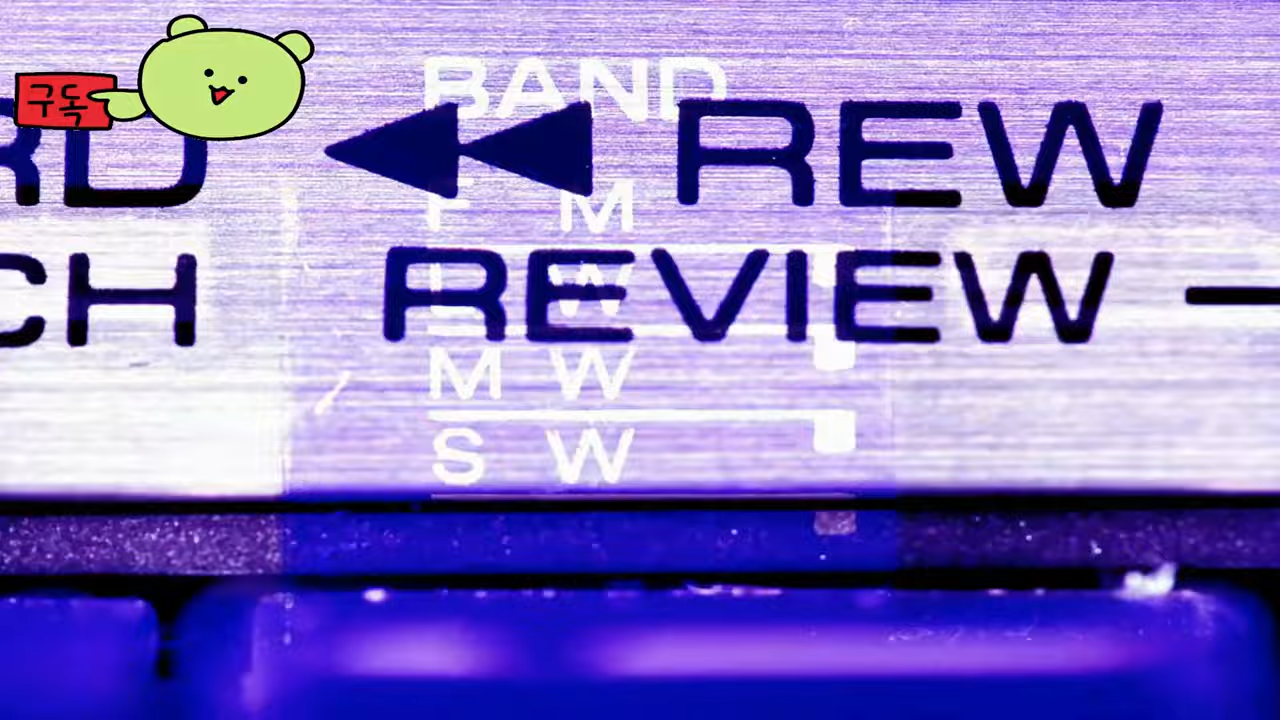 구독
BAND
RD ◀◀ REW
F M
CH REVIEW —
L W
M W
S W